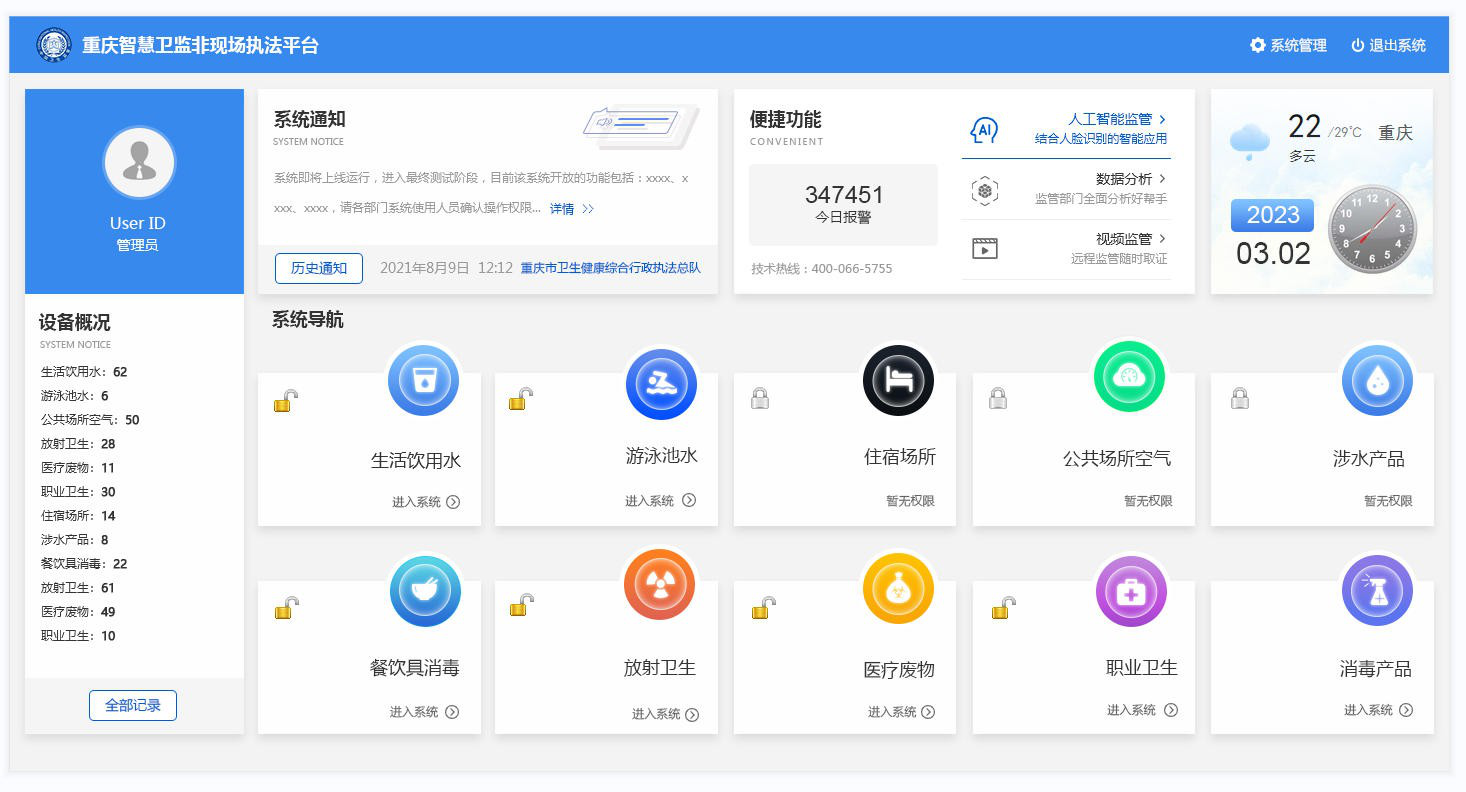 重庆智慧卫监非现场执法平台
系统管理
退出系统
User ID
管理员
设备概况
SYSTEM NOTICE
生活饮用水：62
游泳池水：6
公共场所空气：50
放射卫生：28
医疗废物：11
职业卫生：30
住宿场所：14
涉水产品：8
餐饮具消毒：22
放射卫生：61
医疗废物：49
职业卫生：10
全部记录
系统通知
SYSTEM NOTICE
系统即将上线运行，进入最终测试阶段，目前该系统开放的功能包括：xxxx、x
xxx、xxxx，请各部门系统使用人员确认操作权限... 详情 >>
历史通知
2021年8月9日 12:12 重庆市卫生健康综合行政执法总队
便捷功能
CONVENIENT
347451
今日报警
技术热线：400-066-5755
AI
人工智能监管 >
结合人脸识别的智能应用
数据分析 >
监管部门全面分析好帮手
视频监管 >
远程监管随时取证
22 /29℃ 重庆
多云
2023
03.02
12
1
2
3
4
5
6
7
8
9
10
11
系统导航
生活饮用水
进入系统
游泳池水
进入系统
住宿场所
暂无权限
公共场所空气
暂无权限
涉水产品
暂无权限
餐饮具消毒
进入系统
放射卫生
进入系统
医疗废物
进入系统
职业卫生
进入系统
消毒产品
进入系统